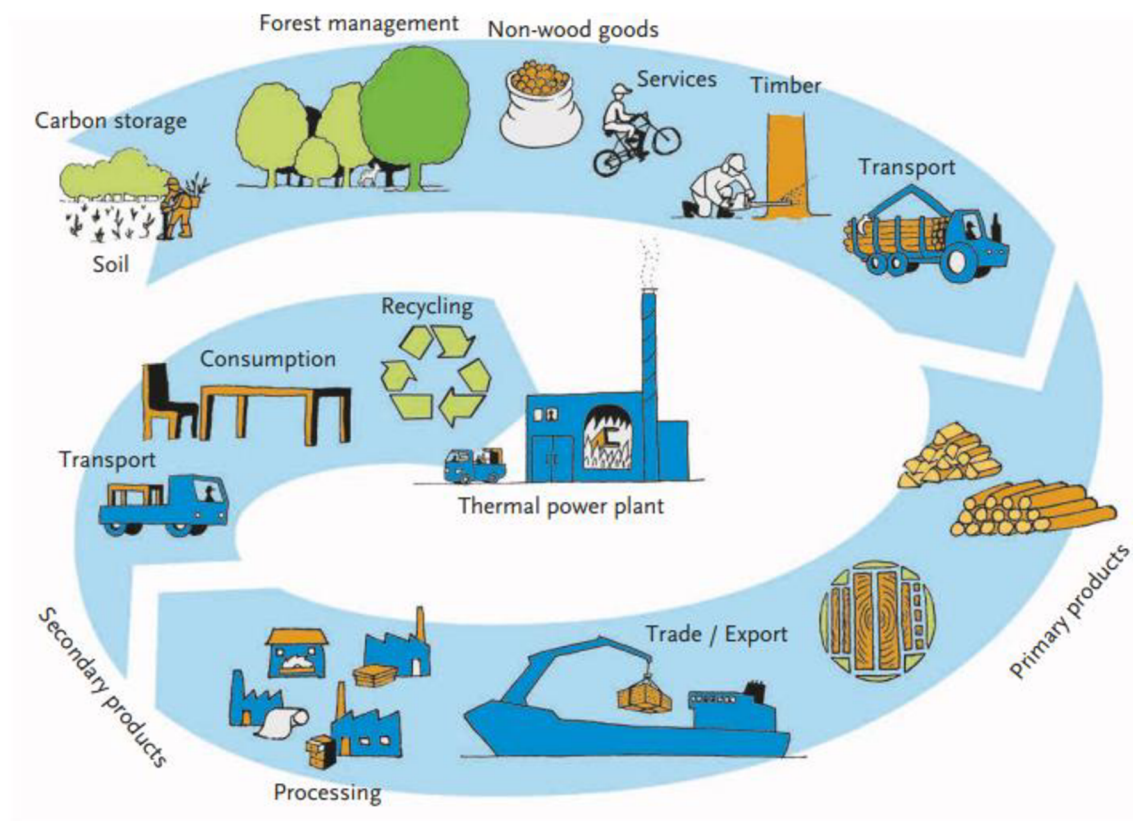 Forest management
Non-wood goods
Services
Timber
Carbon storage
Transport
Soil
Recycling
Consumption
Transport
Thermal power plant
Primary products
Trade / Export
Secondary products
Processing